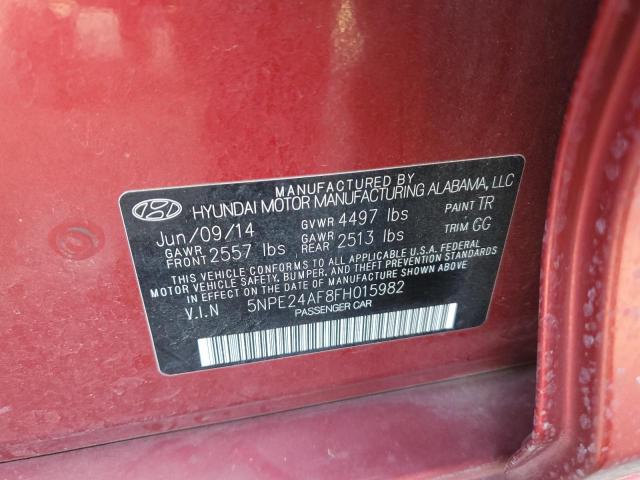 MANUFACTURED BY
HYUNDAI MOTOR MANUFACTURING ALABAMA, LLC
Jun/09/14 GVWR 4497 lbs PAINT TR
GAWR FRONT 2557 lbs GAWR REAR 2513 lbs TRIM GG
THIS VEHICLE CONFORMS TO ALL APPLICABLE U.S.A. FEDERAL
MOTOR VEHICLE SAFETY, BUMPER, AND THEFT PREVENTION STANDARDS
IN EFFECT ON THE DATE OF MANUFACTURE SHOWN ABOVE.
V.I.N 5NPE24AF8FH015982
PASSENGER CAR